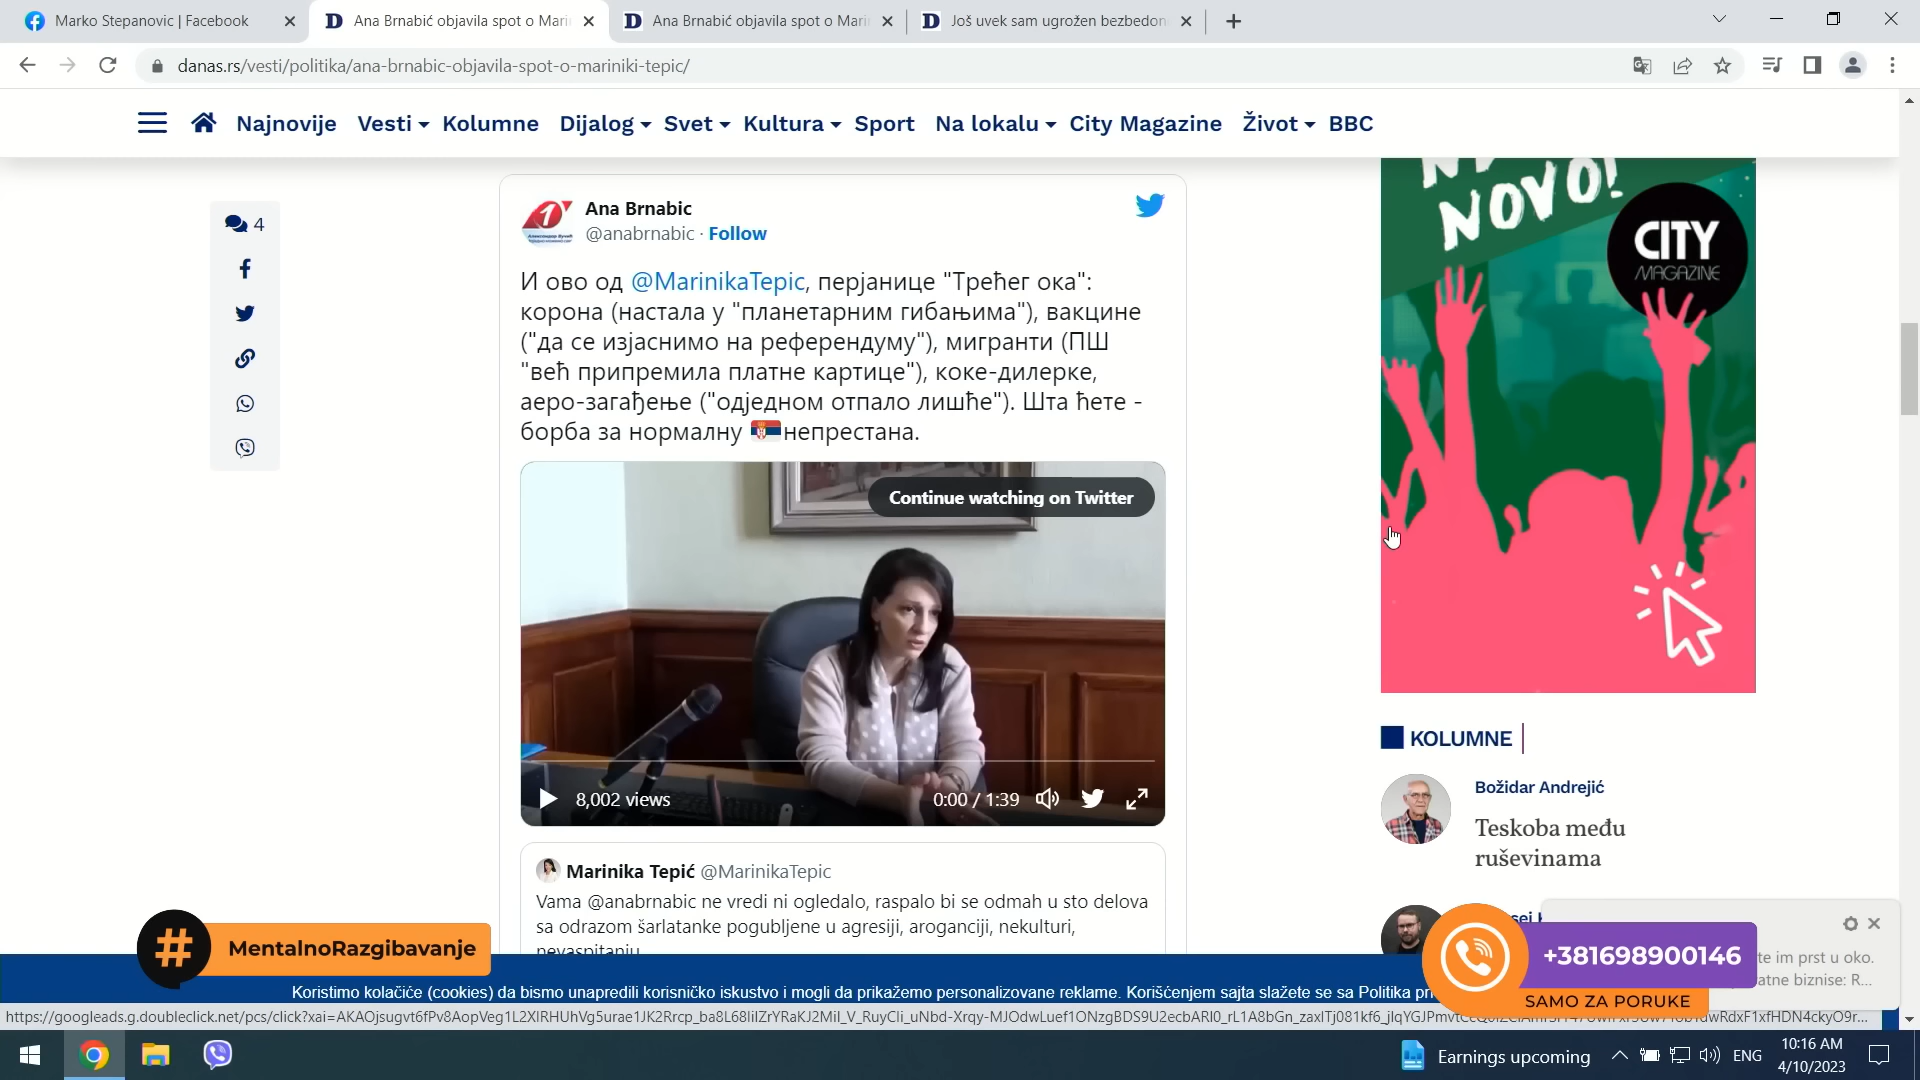 Marko Stepanovic | Facebook
Ana Brnabić objavila spot o Mari
Ana Brnabić objavila spot o Mari
Još uvek sam ugrožen bezbedon
danas.rs/vesti/politika/ana-brnabic-objavila-spot-o-mariniki-tepic/
Najnovije Vesti Kolumne Dijalog Svet Kultura Sport Na lokalu City Magazine Život BBC
4
Ana Brnabic
@anabrnabic · Follow
И ово од @MarinikaTepic, перјанице "Трећег ока":
корона (настала у "планетарним гибањима"), вакцине
("да се изјаснимо на референдуму"), мигранти (ПШ
"већ припремила платне картице"), коке-дилерке,
аеро-загађење ("одједном отпало лишће"). Шта ћете -
борба за нормалну 🇷🇸непрестана.
Continue watching on Twitter
8,002 views
0:00 / 1:39
Marinika Tepić @MarinikaTepic
Vama @anabrnabic ne vredi ni ogledalo, raspalo bi se odmah u sto delova
sa odrazom šarlatanke pogubljene u agresiji, aroganciji, nekulturi,
nevaspitanju
NOVO!
CITY
MAGAZINE
KOLUMNE
Božidar Andrejić
Teskoba među
ruševinama
te im prst u oko.
atne biznise: R...
# MentalnoRazgibavanje
+381698900146
SAMO ZA PORUKE
Koristimo kolačiće (cookies) da bismo unapredili korisničko iskustvo i mogli da prikažemo personalizovane reklame. Korišćenjem sajta slažete se sa Politika pri
Earnings upcoming
ENG
10:16 AM
4/10/2023